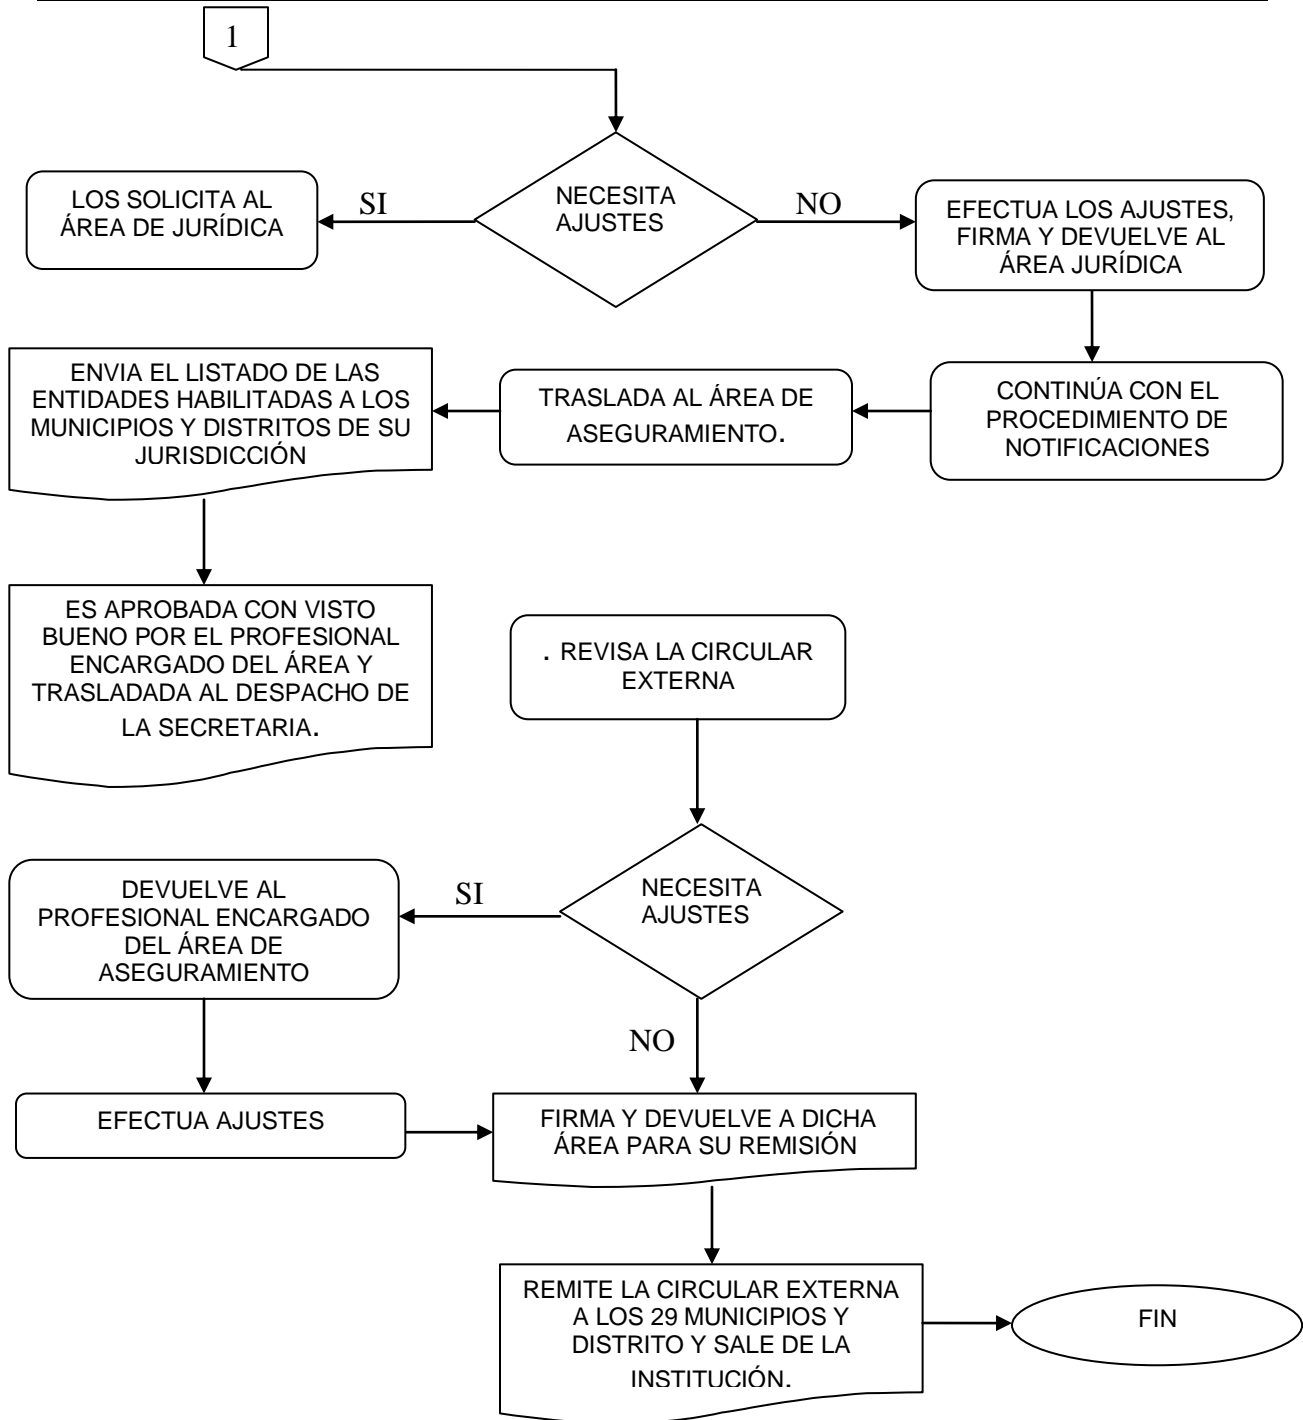 1
NECESITA
AJUSTES
SI
NO
LOS SOLICITA AL
ÁREA DE JURÍDICA
EFECTUA LOS AJUSTES,
FIRMA Y DEVUELVE AL
ÁREA JURÍDICA
ENVIA EL LISTADO DE LAS
ENTIDADES HABILITADAS A LOS
MUNICIPIOS Y DISTRITOS DE SU
JURISDICCIÓN
TRASLADA AL ÁREA DE
ASEGURAMIENTO.
CONTINÚA CON EL
PROCEDIMIENTO DE
NOTIFICACIONES
ES APROBADA CON VISTO
BUENO POR EL PROFESIONAL
ENCARGADO DEL ÁREA Y
TRASLADADA AL DESPACHO DE
LA SECRETARIA.
. REVISA LA CIRCULAR
EXTERNA
DEVUELVE AL
PROFESIONAL ENCARGADO
DEL ÁREA DE
ASEGURAMIENTO
SI
NECESITA
AJUSTES
NO
EFECTUA AJUSTES
FIRMA Y DEVUELVE A DICHA
ÁREA PARA SU REMISIÓN
REMITE LA CIRCULAR EXTERNA
A LOS 29 MUNICIPIOS Y
DISTRITO Y SALE DE LA
INSTITUCIÓN.
FIN